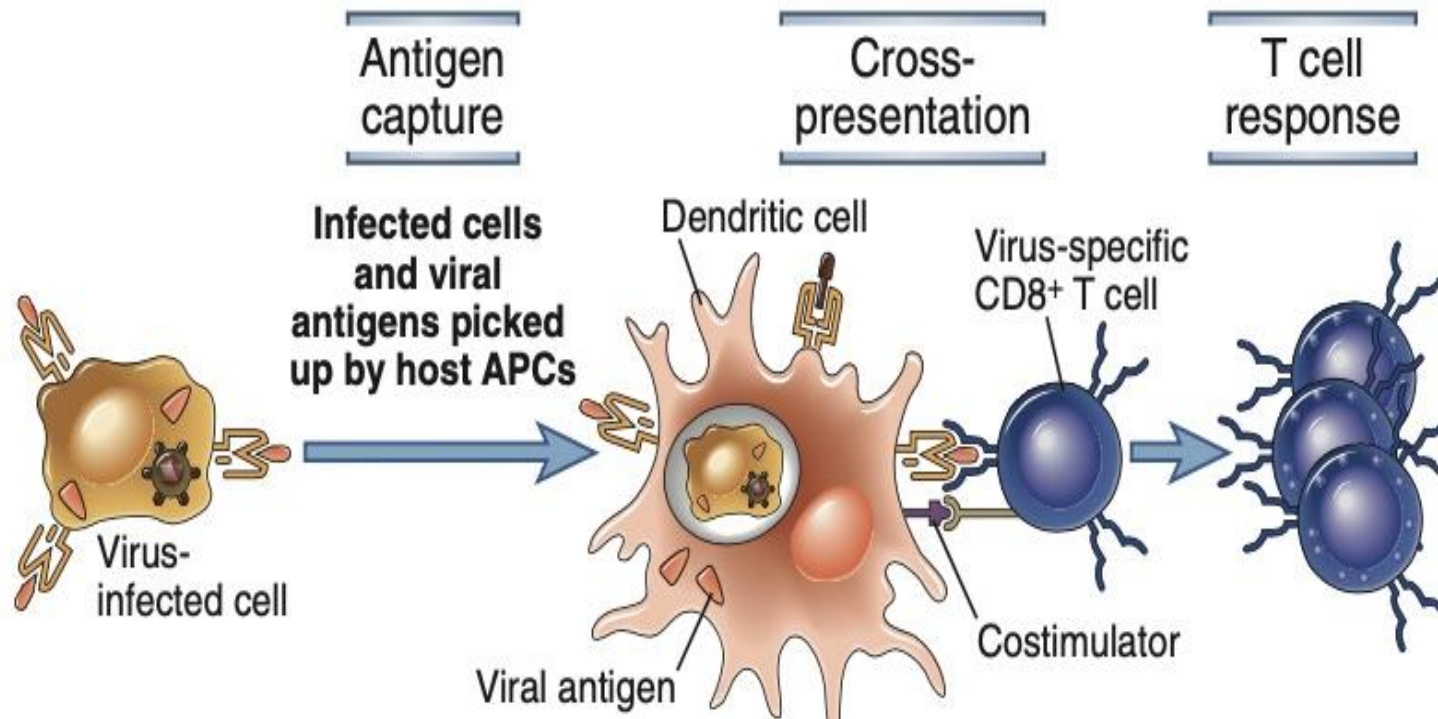 Antigen
capture
Cross-
presentation
T cell
response
Infected cells
and viral
antigens picked
up by host APCs
Dendritic cell
Virus-specific
CD8⁺ T cell
Virus-
infected cell
Viral antigen
Costimulator